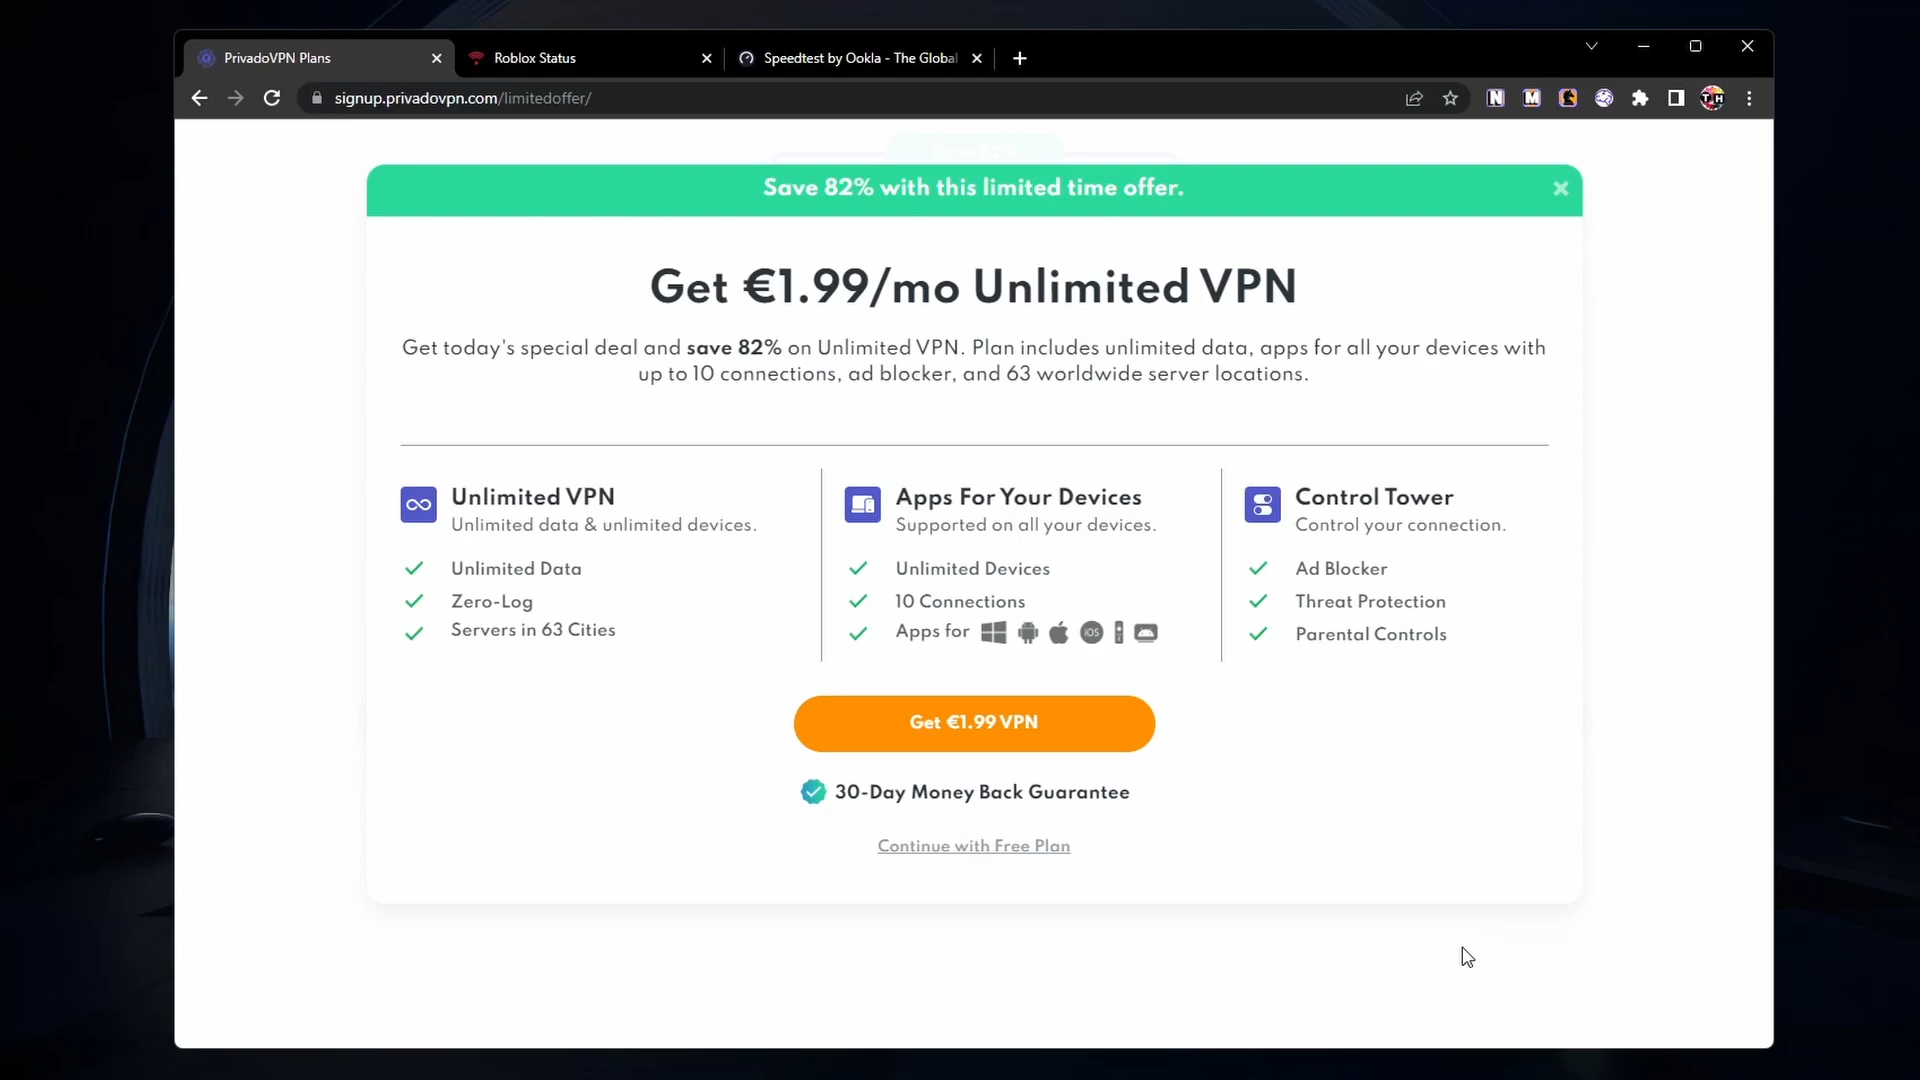 PrivadoVPN Plans
Roblox Status
Speedtest by Ookla - The Global
signup.privadovpn.com/limitedoffer/
N
M
TH
Save 82% with this limited time offer.
Get €1.99/mo Unlimited VPN
Get today's special deal and save 82% on Unlimited VPN. Plan includes unlimited data, apps for all your devices with
up to 10 connections, ad blocker, and 63 worldwide server locations.
Unlimited VPN
Unlimited data & unlimited devices.
Unlimited Data
Zero-Log
Servers in 63 Cities
Apps For Your Devices
Supported on all your devices.
Unlimited Devices
10 Connections
Apps for
iOS
Control Tower
Control your connection.
Ad Blocker
Threat Protection
Parental Controls
Get €1.99 VPN
30-Day Money Back Guarantee
Continue with Free Plan